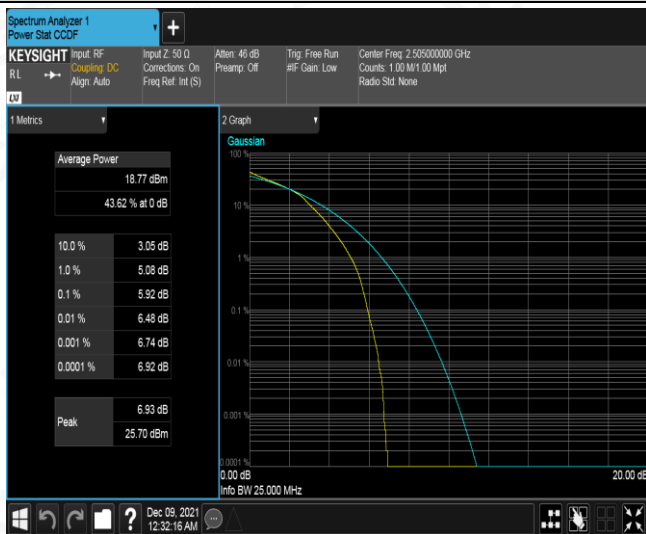 Spectrum Analyzer 1
Power Stat CCDF
+
KEYSIGHT
RL
LXI
Input: RF
Coupling: DC
Align: Auto
Input Z: 50 Ω
Corrections: On
Freq Ref: Int (S)
Atten: 46 dB
Preamp: Off
Trig: Free Run
#IF Gain: Low
Center Freq: 2.505000000 GHz
Counts: 1.00 M/1.00 Mpt
Radio Std: None
1 Metrics
Average Power
18.77 dBm
43.62 % at 0 dB
10.0 % 3.05 dB
1.0 % 5.08 dB
0.1 % 5.92 dB
0.01 % 6.48 dB
0.001 % 6.74 dB
0.0001 % 6.92 dB
Peak
6.93 dB
25.70 dBm
2 Graph
Gaussian
100 %
10 %
1 %
0.1 %
0.01 %
0.001 %
0.0001 %
0.00 dB
20.00 dB
Info BW 25.000 MHz
?
Dec 09, 2021
12:32:16 AM